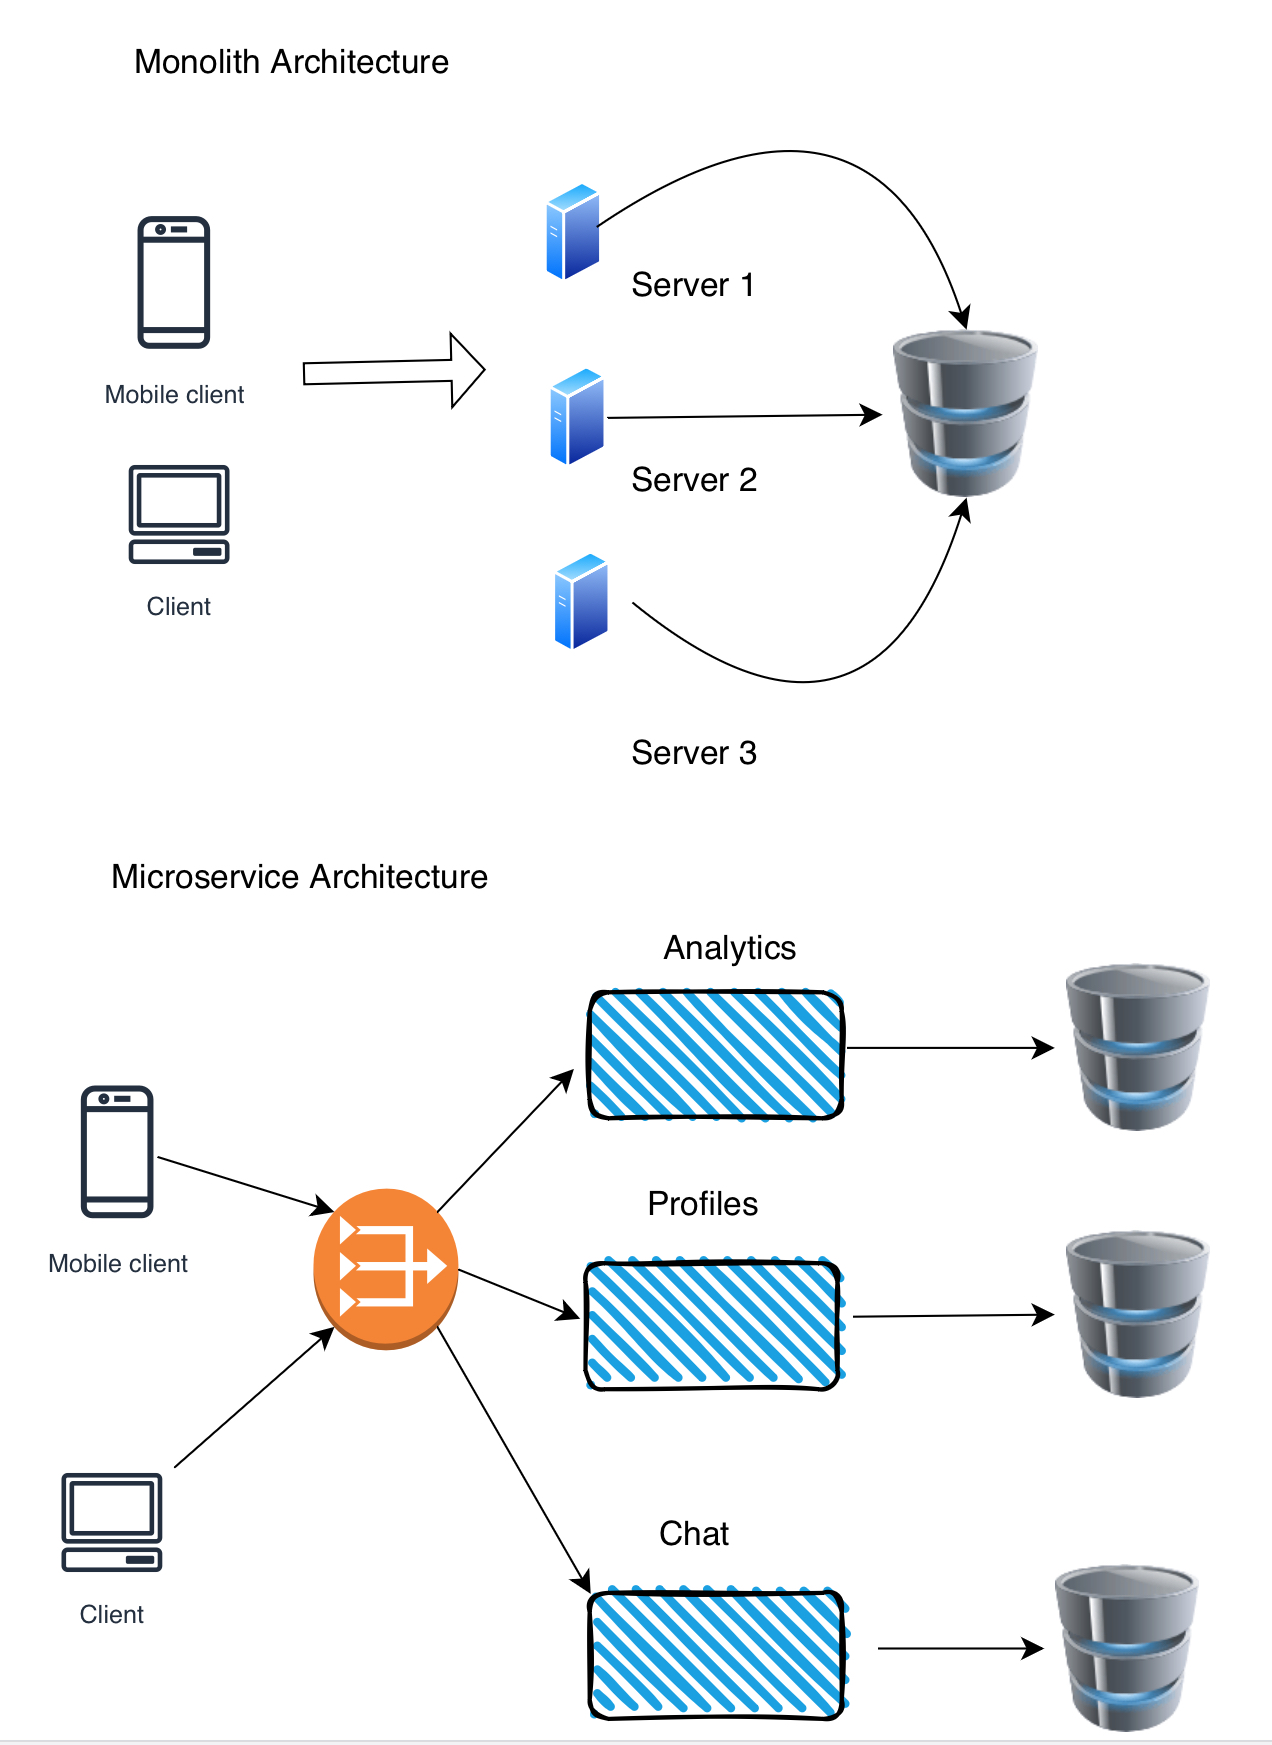 Monolith Architecture
Server 1
Mobile client
Server 2
Client
Server 3
Microservice Architecture
Analytics
Profiles
Mobile client
Chat
Client